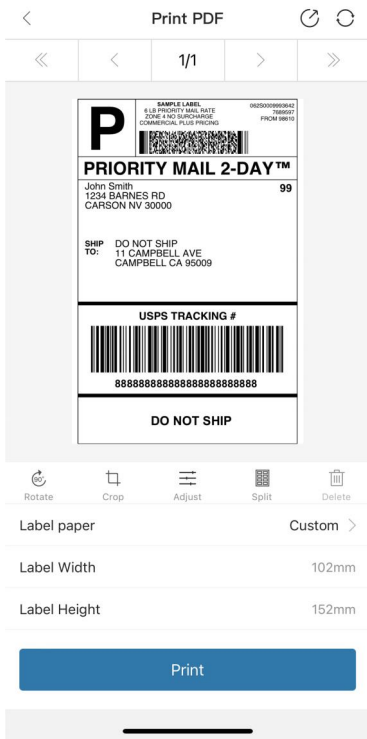 Print PDF
1/1
P
SAMPLE LABEL
6 LB PRIORITY MAIL RATE
ZONE 4 NO SURCHARGE
COMMERCIAL PLUS PRICING
062S0009993642
7689597
FROM 98610
PRIORITY MAIL 2-DAY™
John Smith
1234 BARNES RD
CARSON NV 30000
99
SHIP TO: DO NOT SHIP
11 CAMPBELL AVE
CAMPBELL CA 95009
USPS TRACKING #
88888888888888888888888888
DO NOT SHIP
90°
Rotate Crop Adjust Split Delete
Label paper Custom
Label Width 102mm
Label Height 152mm
Print